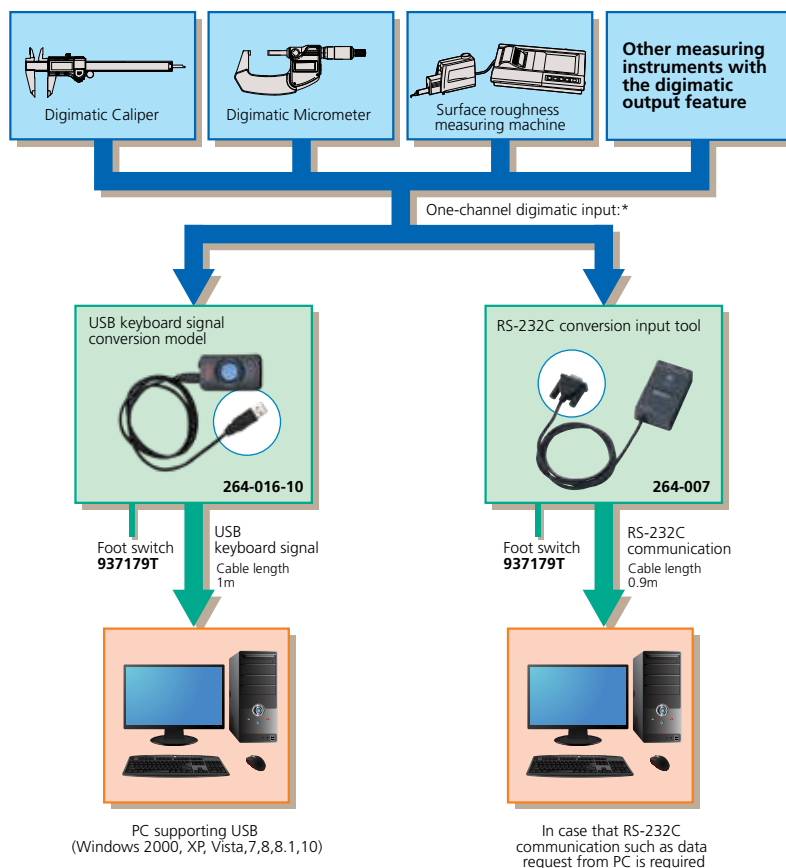 Digimatic Caliper
Digimatic Micrometer
Surface roughness
measuring machine
Other measuring
instruments with
the digimatic
output feature
One-channel digimatic input:*
USB keyboard signal
conversion model
264-016-10
RS-232C conversion input tool
264-007
Foot switch
937179T
USB
keyboard signal
Cable length
1m
Foot switch
937179T
RS-232C
communication
Cable length
0.9m
PC supporting USB
(Windows 2000, XP, Vista,7,8,8.1,10)
In case that RS-232C
communication such as data
request from PC is required